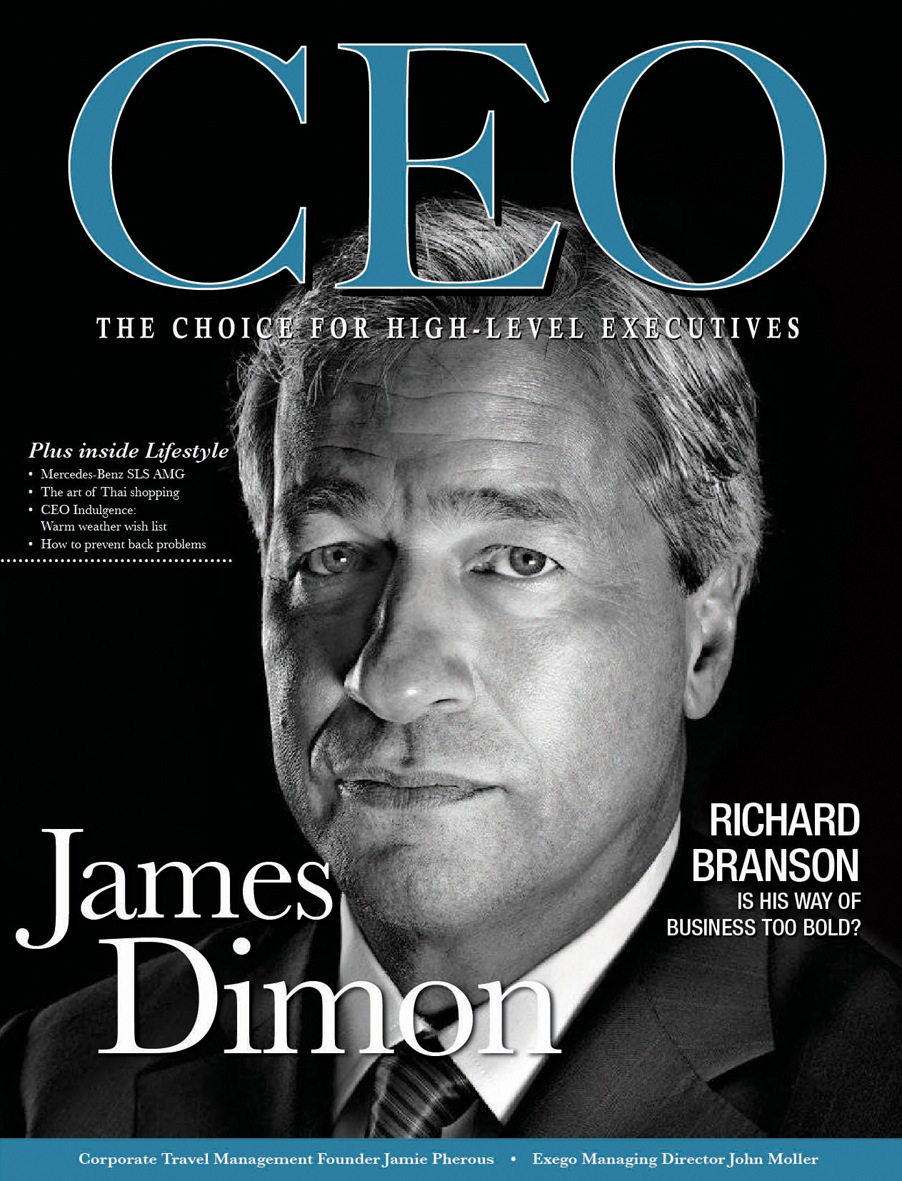 CEO
THE CHOICE FOR HIGH-LEVEL EXECUTIVES
Plus inside Lifestyle
• Mercedes-Benz SLS AMG
• The art of Thai shopping
• CEO Indulgence:
Warm weather wish list
• How to prevent back problems
James
Dimon
RICHARD
BRANSON
IS HIS WAY OF
BUSINESS TOO BOLD?
Corporate Travel Management Founder Jamie Pherous • Exego Managing Director John Moller